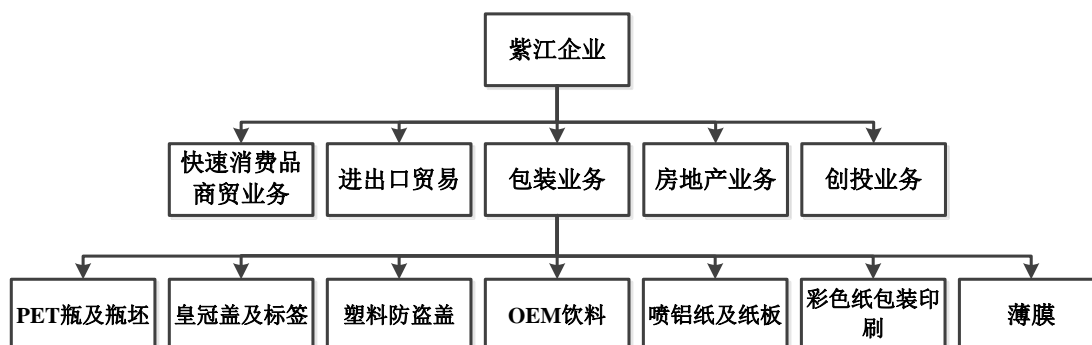 紫江企业
快速消费品
商贸业务
进出口贸易
包装业务
房地产业务
创投业务
PET瓶及瓶坯
皇冠盖及标签
塑料防盗盖
OEM饮料
喷铝纸及纸板
彩色纸包装印
刷
薄膜